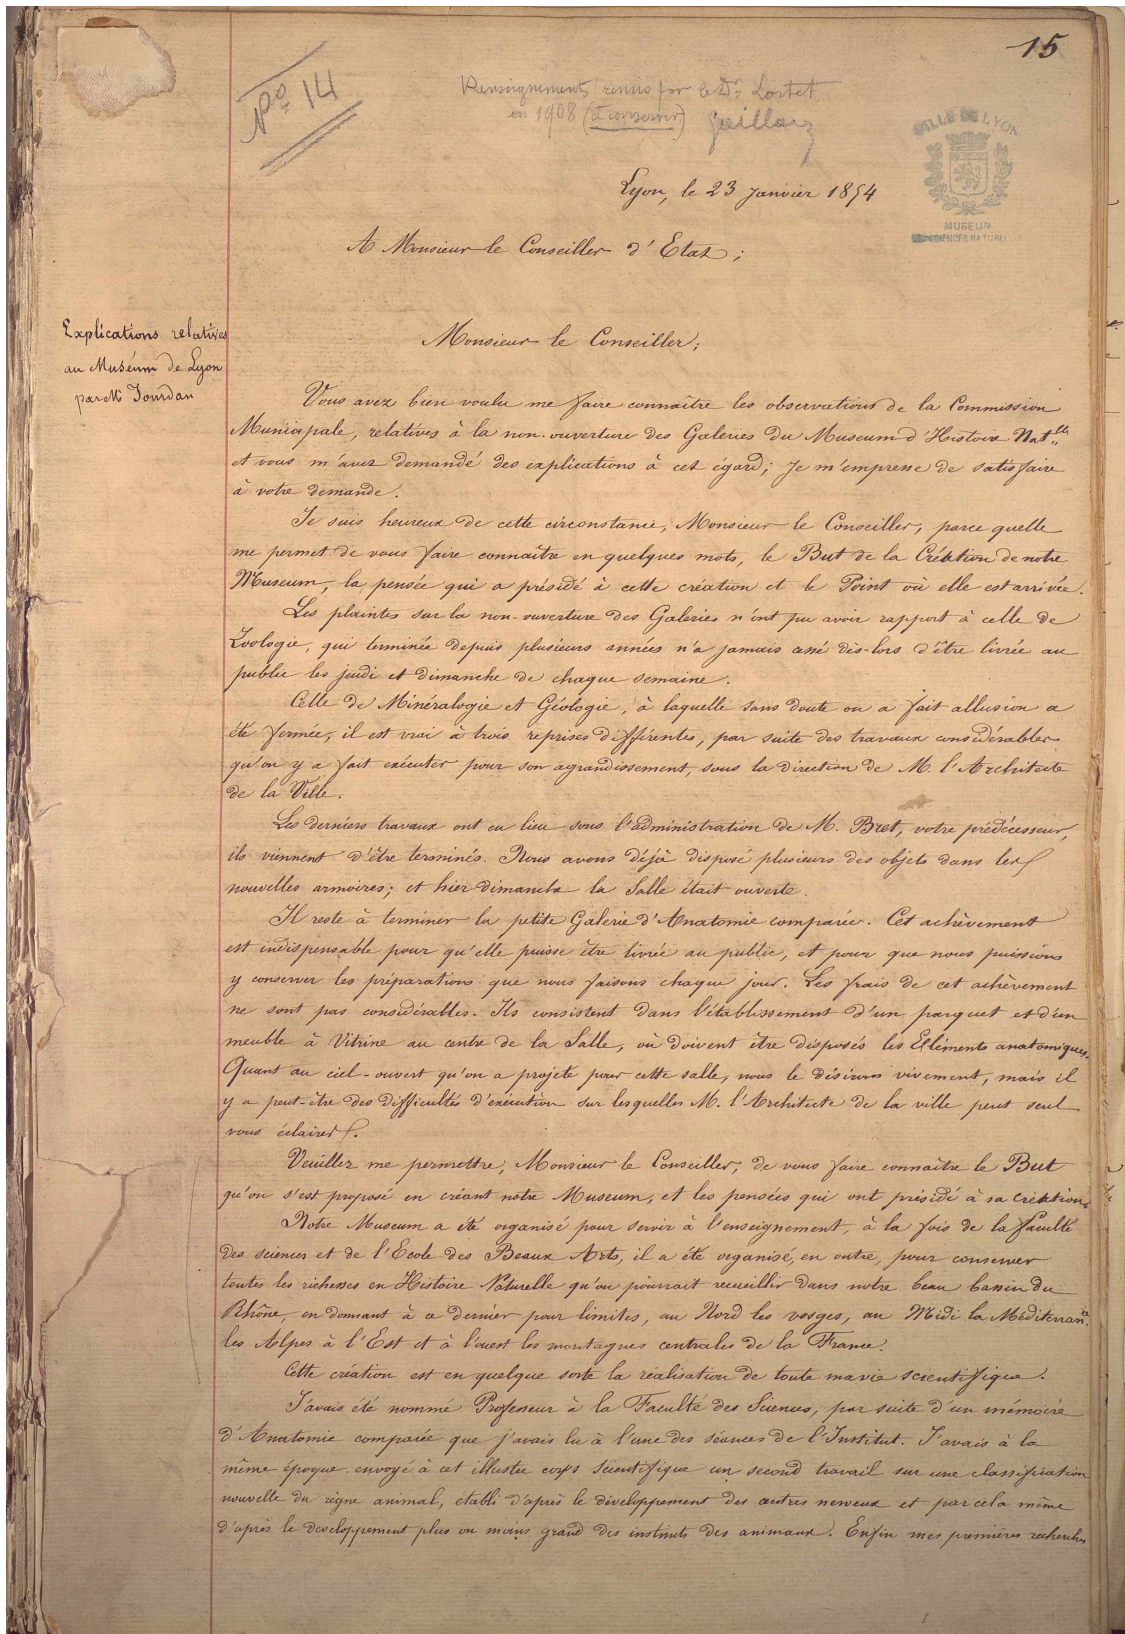 15
No 14
Renseignements remis par le Dr Lortet
en 1908 (à conserver) Gaillard
VILLE DE LYON
MUSEUM
SCIENCES NATUREL
Lyon, le 23 Janvier 1854
A Monsieur le Conseiller d'Etat;
Explications relatives
au Muséum de Lyon
par Mr Jourdan
Monsieur le Conseiller;
Vous avez bien voulu me faire connaître les observations de la Commission
Municipale, relatives à la non-ouverture des Galeries du Museum d'Histoire Natlle
et vous m'avez demandé des explications à cet égard; Je m'empresse de satisfaire
à votre demande.
Je suis heureux de cette circonstance, Monsieur le Conseiller, parce quelle
me permet de vous faire connaître en quelques mots, le But de la Création de notre
Museum, la pensée qui a présidé à cette création et le Point où elle est arrivée.
Les plaintes sur la non-ouverture des Galeries n'ont pu avoir rapport à celle de
Zoologie, qui terminée depuis plusieurs années n'a jamais cessé dès-lors d'être livrée au
public les jeudi et dimanche de chaque semaine.
Celle de Minéralogie et Géologie, à laquelle sans doute on a fait allusion a
été fermée, il est vrai à trois reprises différentes, par suite des travaux considérables
qu'on y a fait exécuter pour son agrandissement, sous la direction de M. l'Architecte
de la Ville.
Les derniers travaux ont eu lieu sous l'administration de M. Bret, votre prédécesseur,
ils viennent d'être terminés. Nous avons déjà disposé plusieurs des objets dans les
nouvelles armoires; et hier dimanche la Salle était ouverte.
Il reste à terminer la petite Galerie d'Anatomie comparée. Cet achèvement
est indispensable pour qu'elle puisse être livrée au public, et pour que nous puissions
y conserver les préparations que nous faisons chaque jour. Les frais de cet achèvement
ne sont pas considérables. Ils consistent dans l'établissement d'un parquet et d'un
meuble à Vitrine au centre de la Salle, où doivent être disposés les Eléments anatomiques.
Quant au ciel-ouvert qu'on a projeté pour cette salle, nous le désirons vivement, mais il
y a peut-être des difficultés d'exécution sur lesquelles M. l'Architecte de la ville peut seul
vous éclairer.
Veuillez me permettre, Monsieur le Conseiller, de vous faire connaître le But
qu'on s'est proposé en créant notre Museum, et les pensées qui ont présidé à sa création.
Notre Museum a été organisé pour servir à l'enseignement, à la fois de la faculté
des sciences et de l'Ecole des Beaux Arts, il a été organisé, en outre, pour conserver
toutes les richesses en Histoire Naturelle qu'on pourrait recueillir dans notre beau bassin du
Rhône, en donnant à ce dernier pour limites, au Nord les vosges, au Midi la Méditerranée
les Alpes à l'Est et à l'ouest les montagnes centrales de la France.
Cette création est en quelque sorte la réalisation de toute ma vie scientifique.
J'avais été nommé Professeur à la Faculté des Sciences, par suite d'un mémoire
d'Anatomie comparée que j'avais lu à l'une des séances de l'Institut. J'avais à la
même époque envoyé à cet illustre corps scientifique un second travail sur une classification
nouvelle du règne animal, établi d'après le développement des centres nerveux et par cela même
d'après le développement plus ou moins grand des instincts des animaux. Enfin mes premières recherches